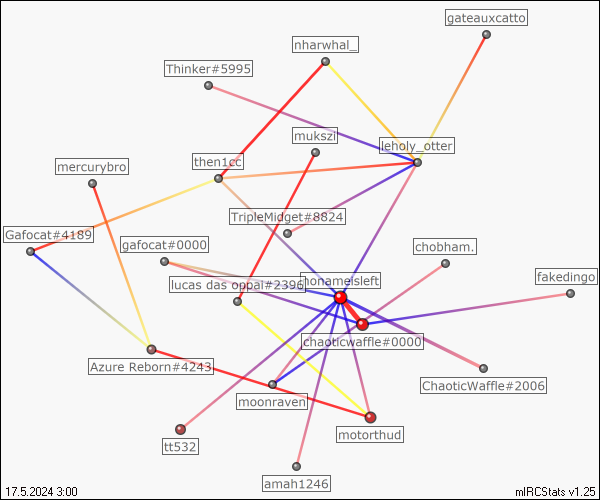 gateauxcatto
nharwhal_
Thinker#5995
mukszi
leholy_otter
then1cc
mercurybro
TripleMidget#8824
Gafocat#4189
gafocat#0000
chobham.
fakedingo
nonameisleft
lucas das oppai#2396
chaoticwaffle#0000
Azure Reborn#4243
ChaoticWaffle#2006
moonraven
motorthud
tt532
amah1246
17.5.2024 3:00
mIRCStats v1.25